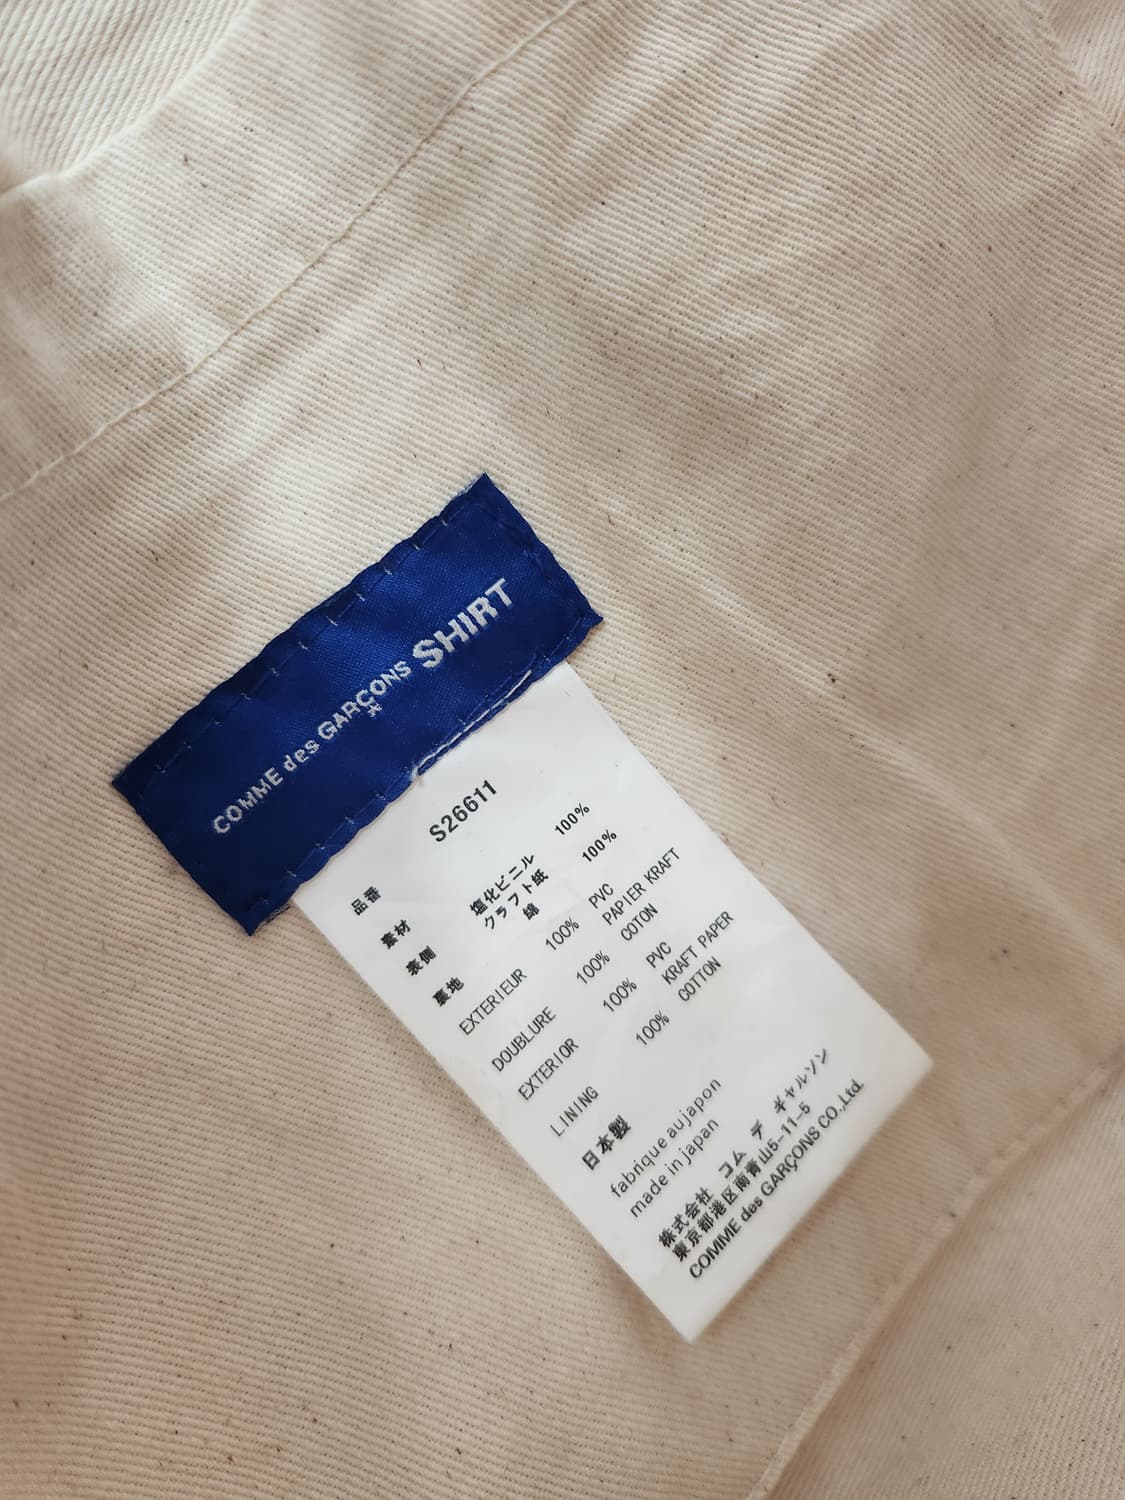 COMME des GARÇONS SHIRT
品番 S26611
素材
表側 塩化ビニル 100%
クラフト紙
裏地 綿 100%
EXTERIEUR 100% PVC
PAPIER KRAFT
DOUBLURE 100% COTON
EXTERIOR 100% PVC
KRAFT PAPER
LINING 100% COTTON
日本製
fabrique au japon
made in japan
株式会社 コム デ ギャルソン
東京都港区南青山5-11-5
COMME des GARÇONS CO.,Ltd.